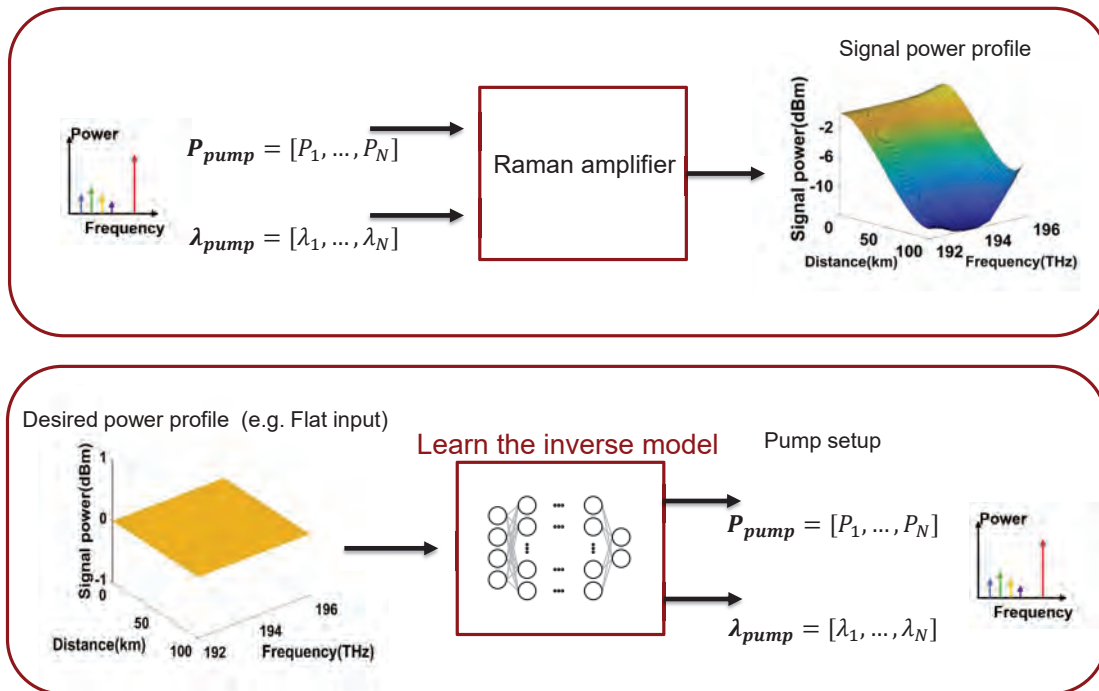 Signal power profile
Power
Frequency
P_pump = [P_1, …, P_N]
λ_pump = [λ_1, …, λ_N]
Raman amplifier
Signal power(dBm)
-2
-6
-10
0
50
100
192
194
196
Distance(km)
Frequency(THz)
Desired power profile (e.g. Flat input)
Learn the inverse model
Pump setup
Signal power(dBm)
1
0
-1
0
50
100
192
194
196
Distance(km)
Frequency(THz)
P_pump = [P_1, …, P_N]
λ_pump = [λ_1, …, λ_N]
Power
Frequency